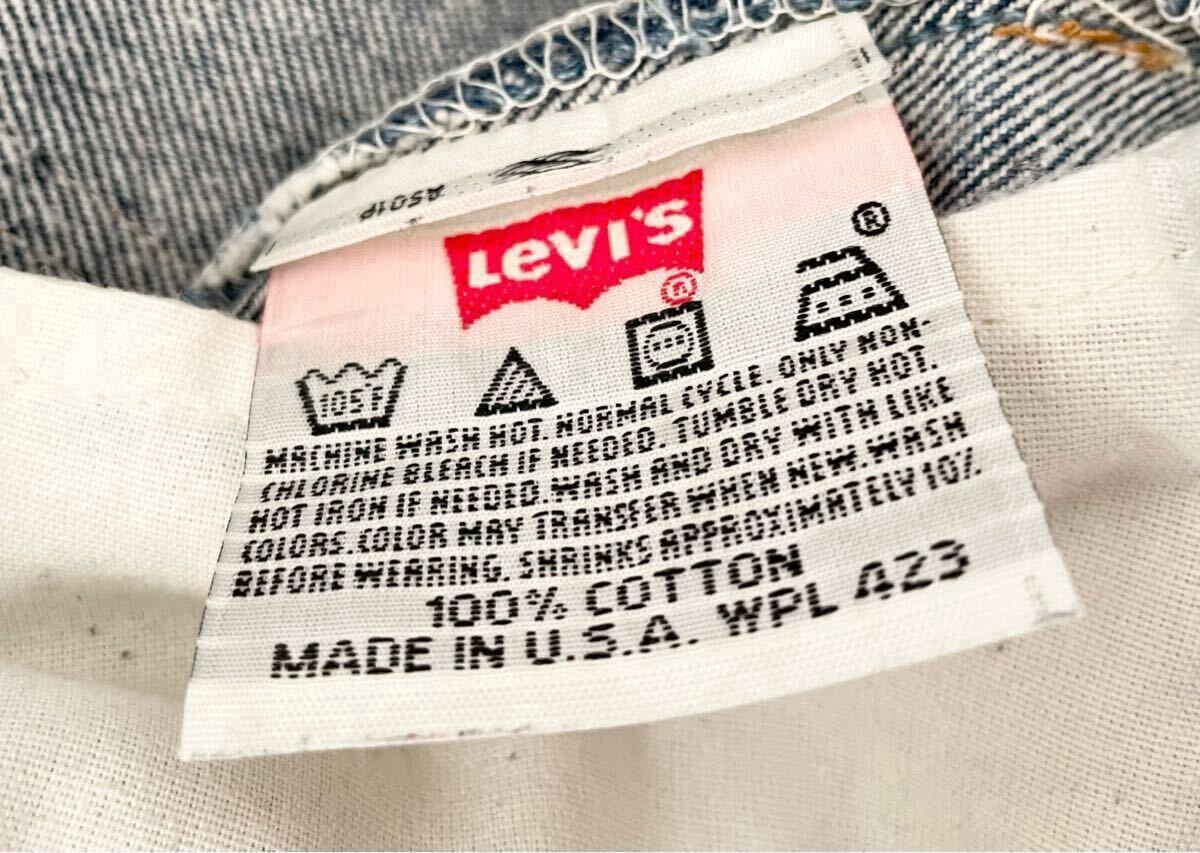 LEVI'S ®
®
105F
MACHINE WASH HOT. NORMAL CYCLE. ONLY NON-
CHLORINE BLEACH IF NEEDED. TUMBLE DRY HOT.
HOT IRON IF NEEDED. WASH AND DRY WITH LIKE
COLORS. COLOR MAY TRANSFER WHEN NEW. WASH
BEFORE WEARING. SHRINKS APPROXIMATELY 10%.
100% COTTON
MADE IN U.S.A. WPL 423